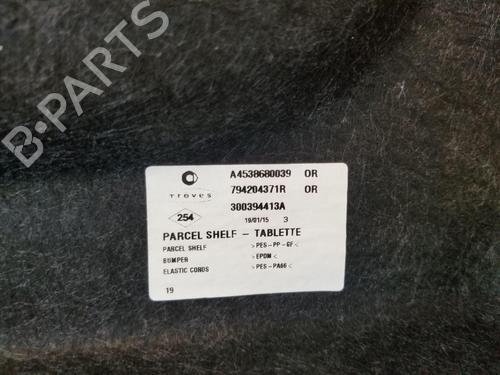 B-PARTS
A4538680039 OR
TREVES 794204371R OR
300394413A
254 19/01/15 3
PARCEL SHELF - TABLETTE
PARCEL SHELF >PES-PP-GF<
BUMPER >EPDM<
ELASTIC CORDS >PES-PA66<
19